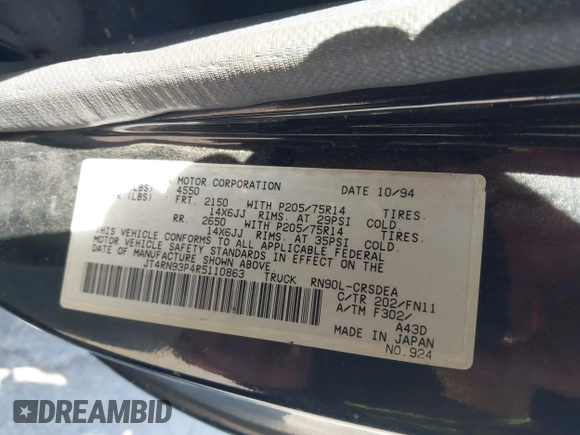 MOTOR CORPORATION DATE 10/94
(LBS) 4550
(LBS) FRT. 2150 WITH P205/75R14 TIRES.
14X6JJ RIMS. AT 29PSI COLD.
RR. 2650 WITH P205/75R14 TIRES.
14X6JJ RIMS. AT 35PSI COLD.
THIS VEHICLE CONFORMS TO ALL APPLICABLE FEDERAL
MOTOR VEHICLE SAFETY STANDARDS IN EFFECT ON THE
DATE OF MANUFACTURE SHOWN ABOVE.
JT4RN93P4R5110863 TRUCK RN90L-CRSDEA
C/TR 202/FN11
A/TM F302/
A43D
MADE IN JAPAN
NO.924
DREAMBID